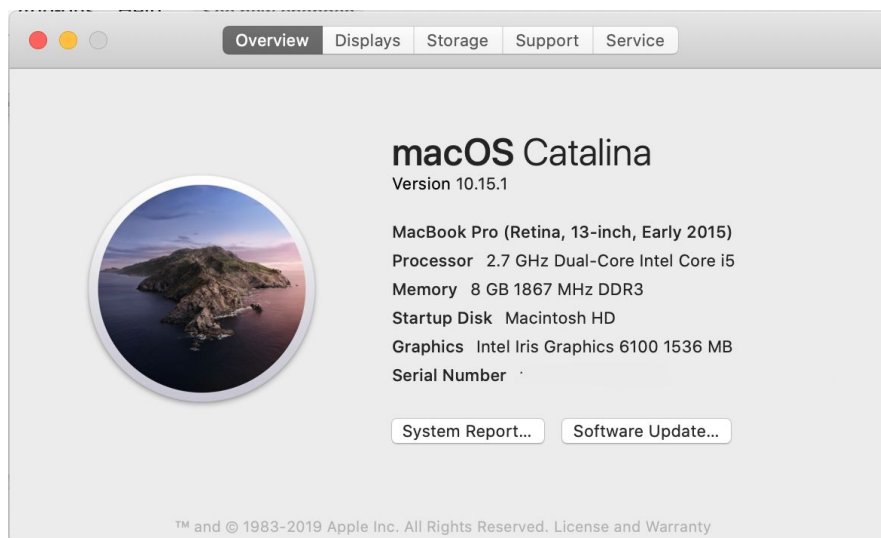 Overview Displays Storage Support Service
macOS Catalina
Version 10.15.1
MacBook Pro (Retina, 13-inch, Early 2015)
Processor 2.7 GHz Dual-Core Intel Core i5
Memory 8 GB 1867 MHz DDR3
Startup Disk Macintosh HD
Graphics Intel Iris Graphics 6100 1536 MB
Serial Number
System Report... Software Update...
™ and © 1983-2019 Apple Inc. All Rights Reserved. License and Warranty